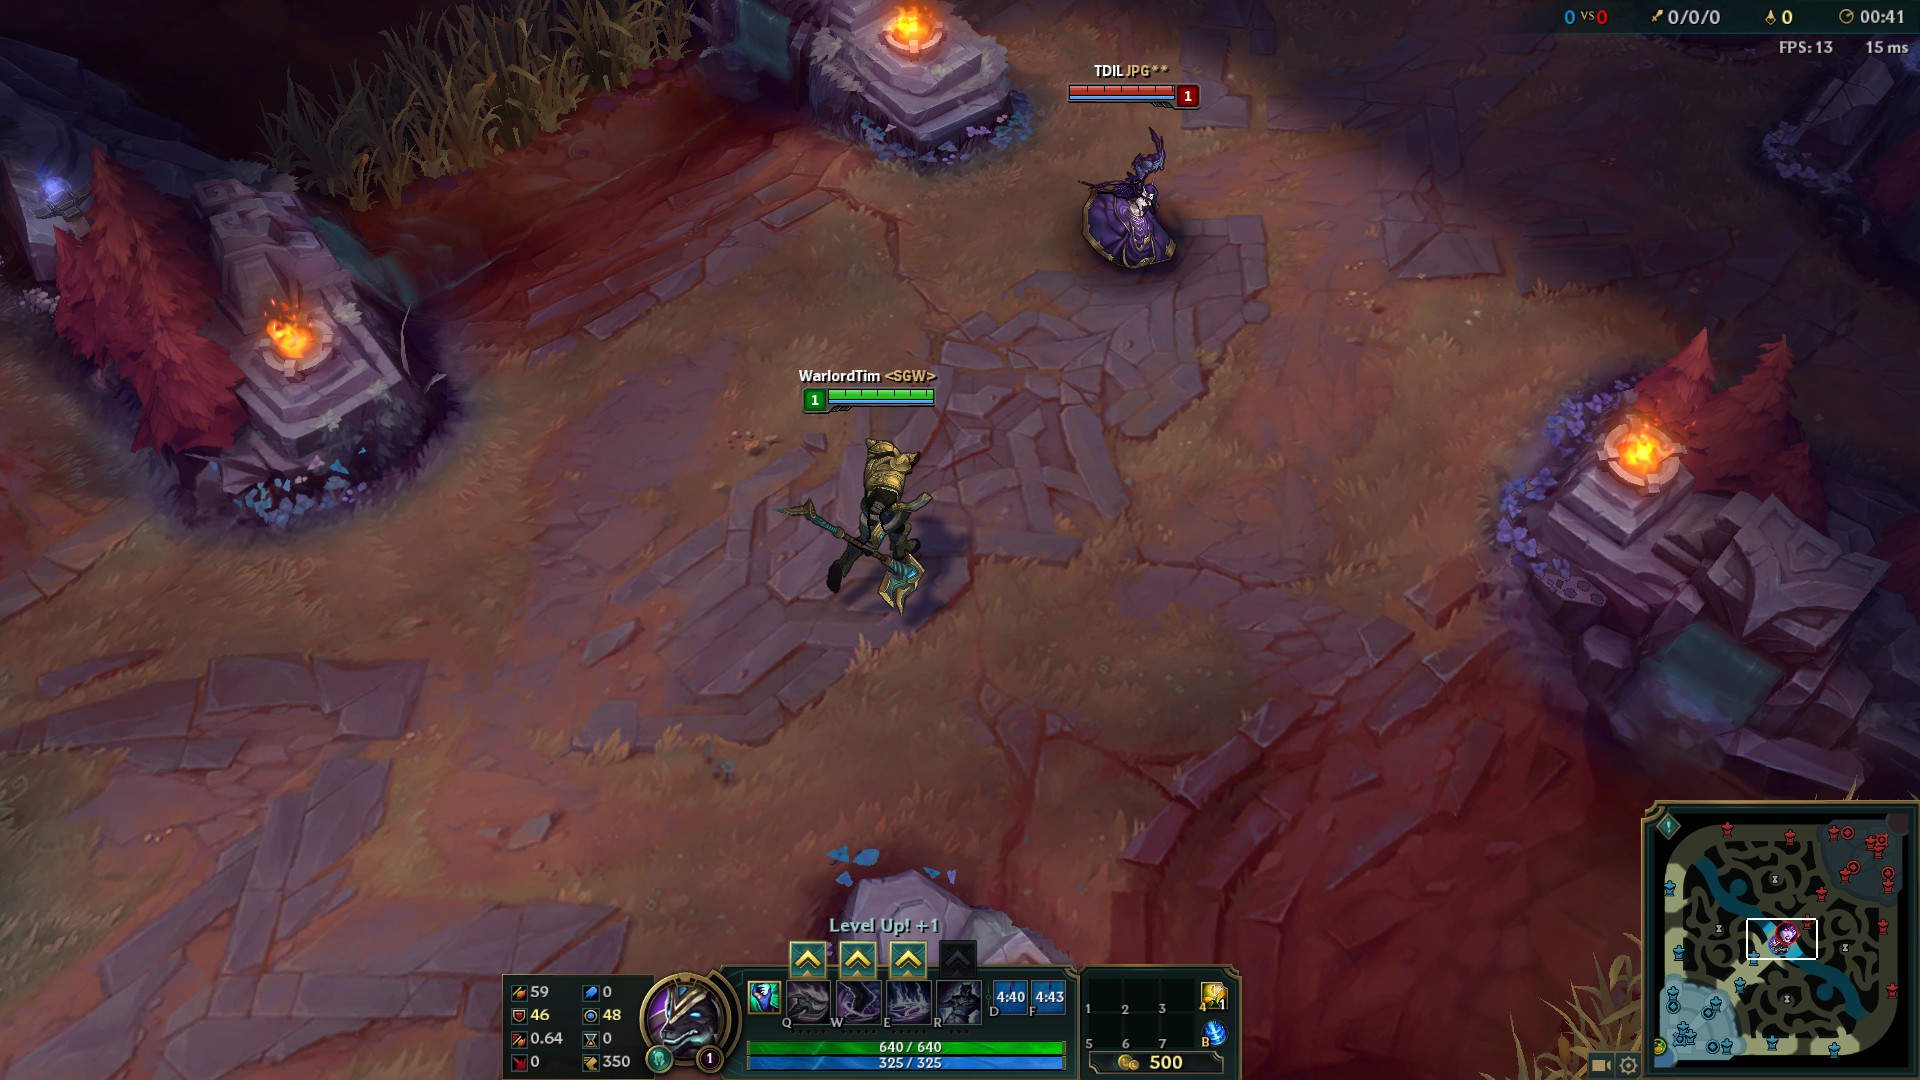 0 VS 0 0/0/0 0 00:41
FPS: 13 15 ms
TDIL JPG**
1
WarlordTim <SGW>
1
Level Up! +1
59 0
46 48
0.64 0
0 350
1
Q W E R
4:40 4:43
D F
640 / 640
325 / 325
1 2 3 4
1
5 6 7 B
500